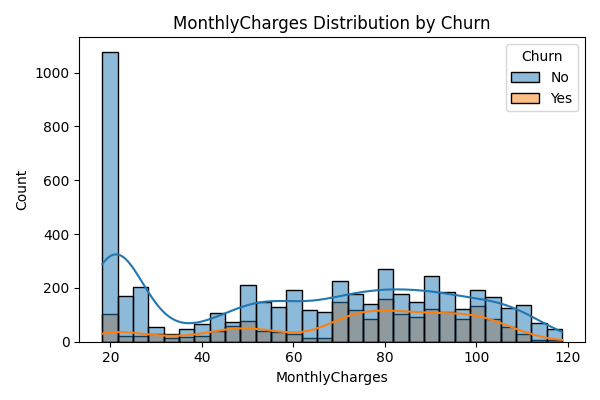 MonthlyCharges Distribution by Churn
Churn
No
Yes
Count
1000
800
600
400
200
0
20 40 60 80 100 120
MonthlyCharges